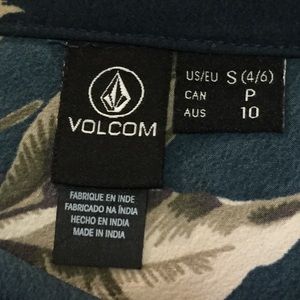 VOLCOM
US/EU S (4/6)
CAN P
AUS 10
FABRIQUE EN INDE
FABRICADO NA ÍNDIA
HECHO EN INDIA
MADE IN INDIA